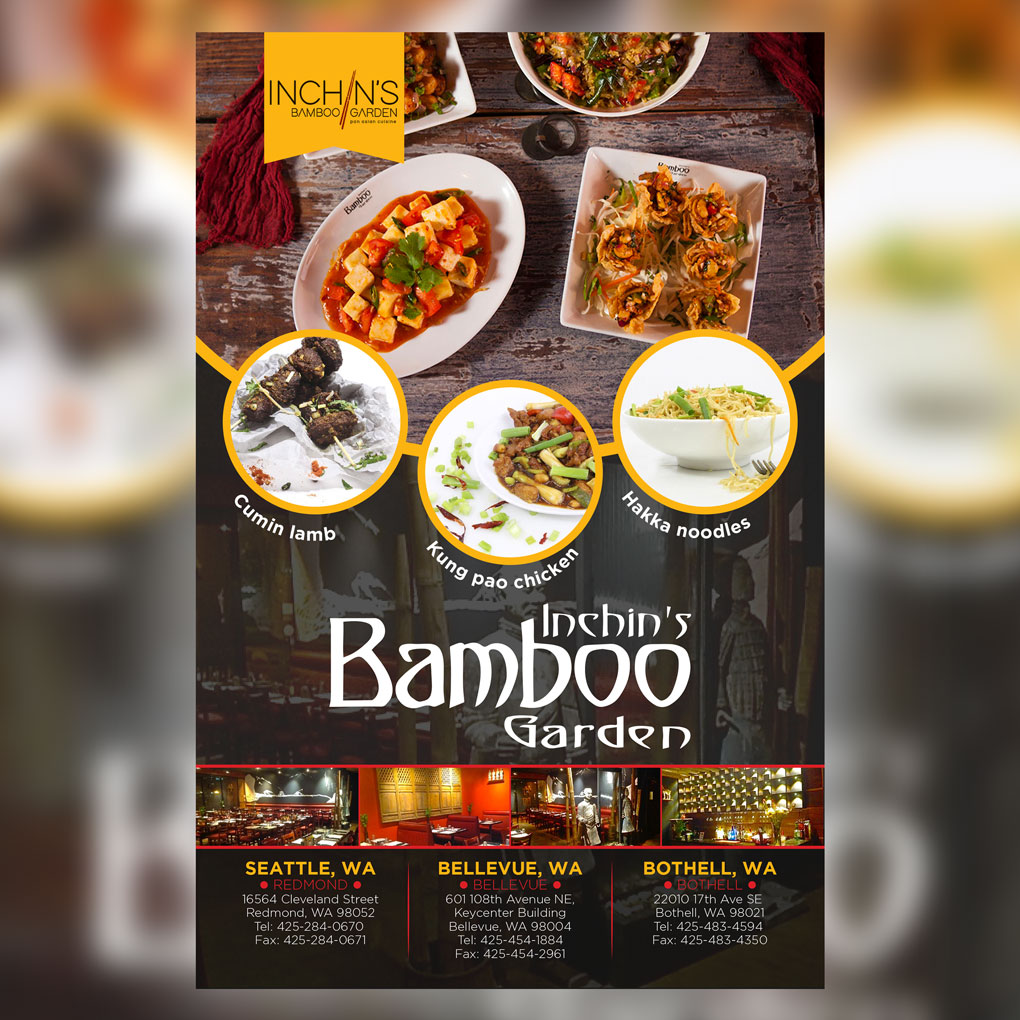 INCHIN'S
BAMBOO GARDEN
pan asian cuisine
Bamboo
Bamboo
Cumin lamb
Kung pao chicken
Hakka noodles
Inchin's
Bamboo
Garden
SEATTLE, WA
• REDMOND •
16564 Cleveland Street
Redmond, WA 98052
Tel: 425-284-0670
Fax: 425-284-0671
BELLEVUE, WA
• BELLEVUE •
601 108th Avenue NE,
Keycenter Building
Bellevue, WA 98004
Tel: 425-454-1884
Fax: 425-454-2961
BOTHELL, WA
• BOTHELL •
22010 17th Ave SE
Bothell, WA 98021
Tel: 425-483-4594
Fax: 425-483-4350